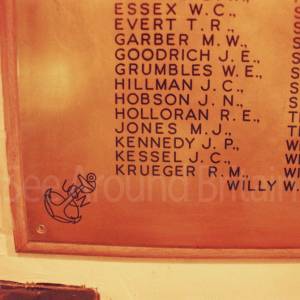 ESSEX W.C.,
EVERT T.R., S
GARBER M.W., S
GOODRICH J.E., S
GRUMBLES W.E., S
HILLMAN J.C., S
HOBSON J.N., S
HOLLORAN R.E., T
JONES M.J., T
KENNEDY J.P., W
KESSEL J.C., W
KRUEGER R.M., W
WILLY W.
See Around Britain